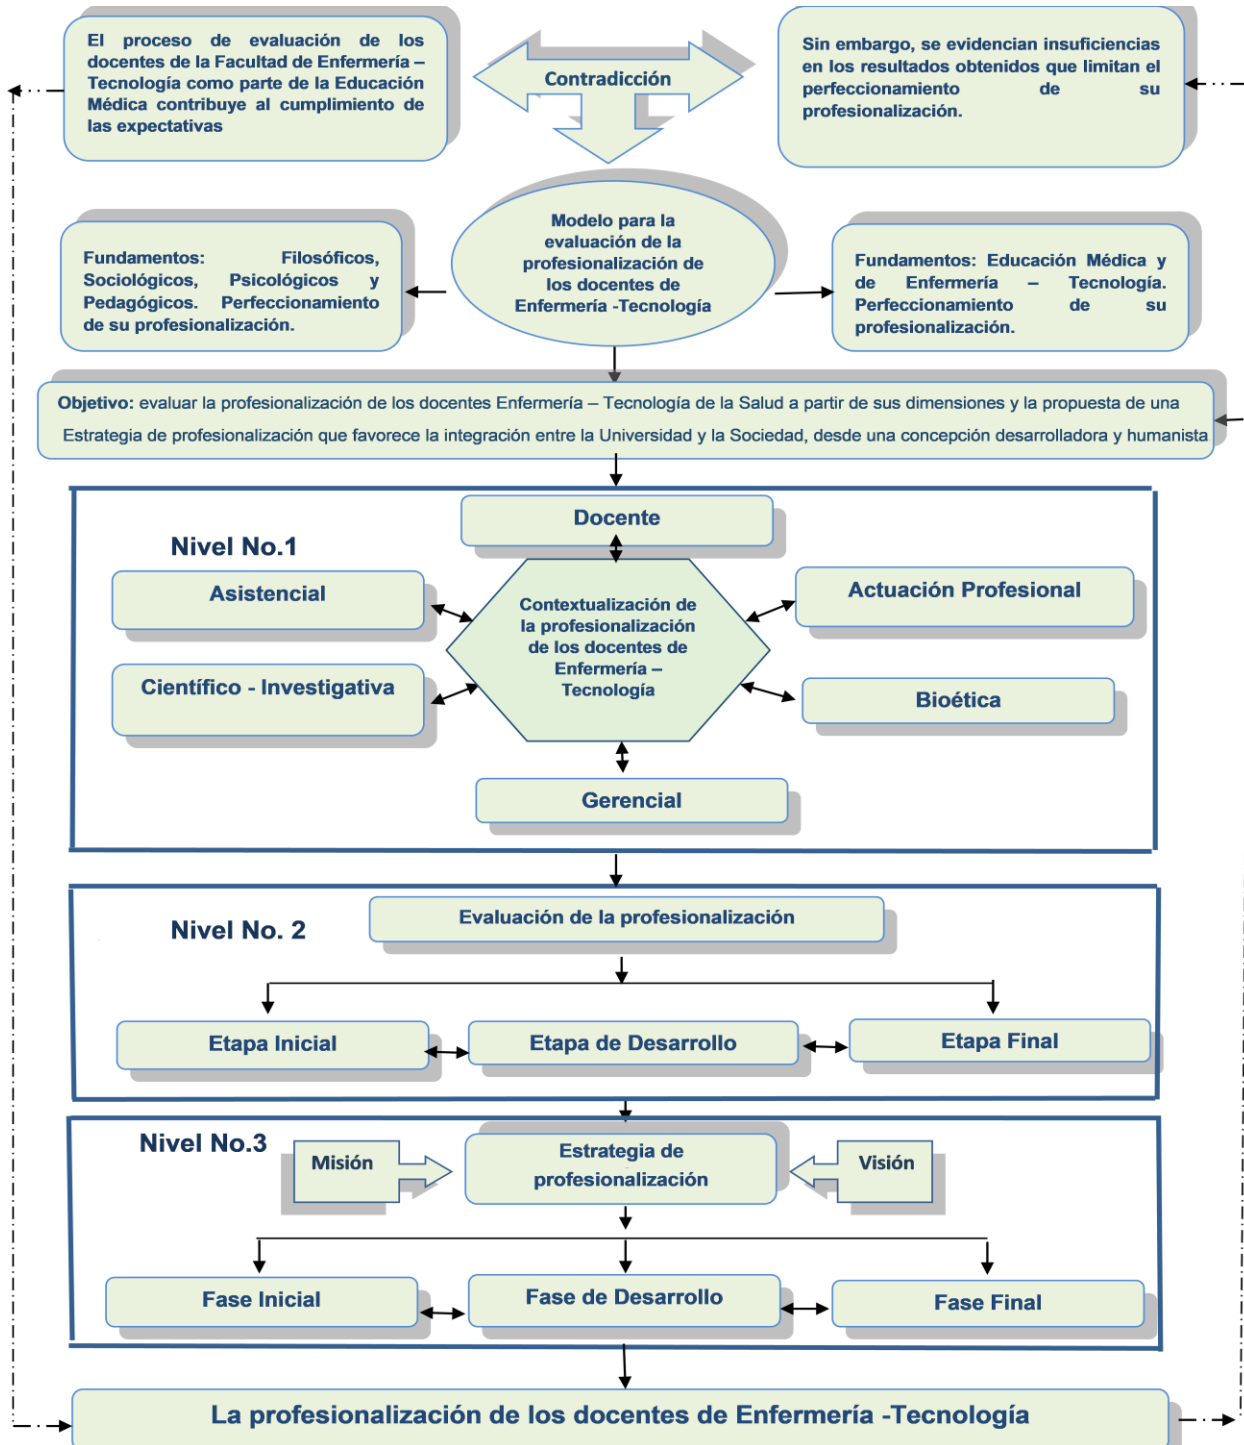 El proceso de evaluación de los
docentes de la Facultad de Enfermería –
Tecnología como parte de la Educación
Médica contribuye al cumplimiento de
las expectativas
Contradicción
Sin embargo, se evidencian insuficiencias
en los resultados obtenidos que limitan el
perfeccionamiento de su
profesionalización.
Modelo para la
evaluación de la
profesionalización de
los docentes de
Enfermería -Tecnología
Fundamentos: Filosóficos,
Sociológicos, Psicológicos y
Pedagógicos. Perfeccionamiento
de su profesionalización.
Fundamentos: Educación Médica y
de Enfermería – Tecnología.
Perfeccionamiento de su
profesionalización.
Objetivo: evaluar la profesionalización de los docentes Enfermería – Tecnología de la Salud a partir de sus dimensiones y la propuesta de una
Estrategia de profesionalización que favorece la integración entre la Universidad y la Sociedad, desde una concepción desarrolladora y humanista
Nivel No.1
Docente
Asistencial
Actuación Profesional
Contextualización de
la profesionalización
de los docentes de
Enfermería –
Tecnología
Científico - Investigativa
Bioética
Gerencial
Nivel No. 2
Evaluación de la profesionalización
Etapa Inicial
Etapa de Desarrollo
Etapa Final
Nivel No.3
Misión
Estrategia de
profesionalización
Visión
Fase Inicial
Fase de Desarrollo
Fase Final
La profesionalización de los docentes de Enfermería -Tecnología